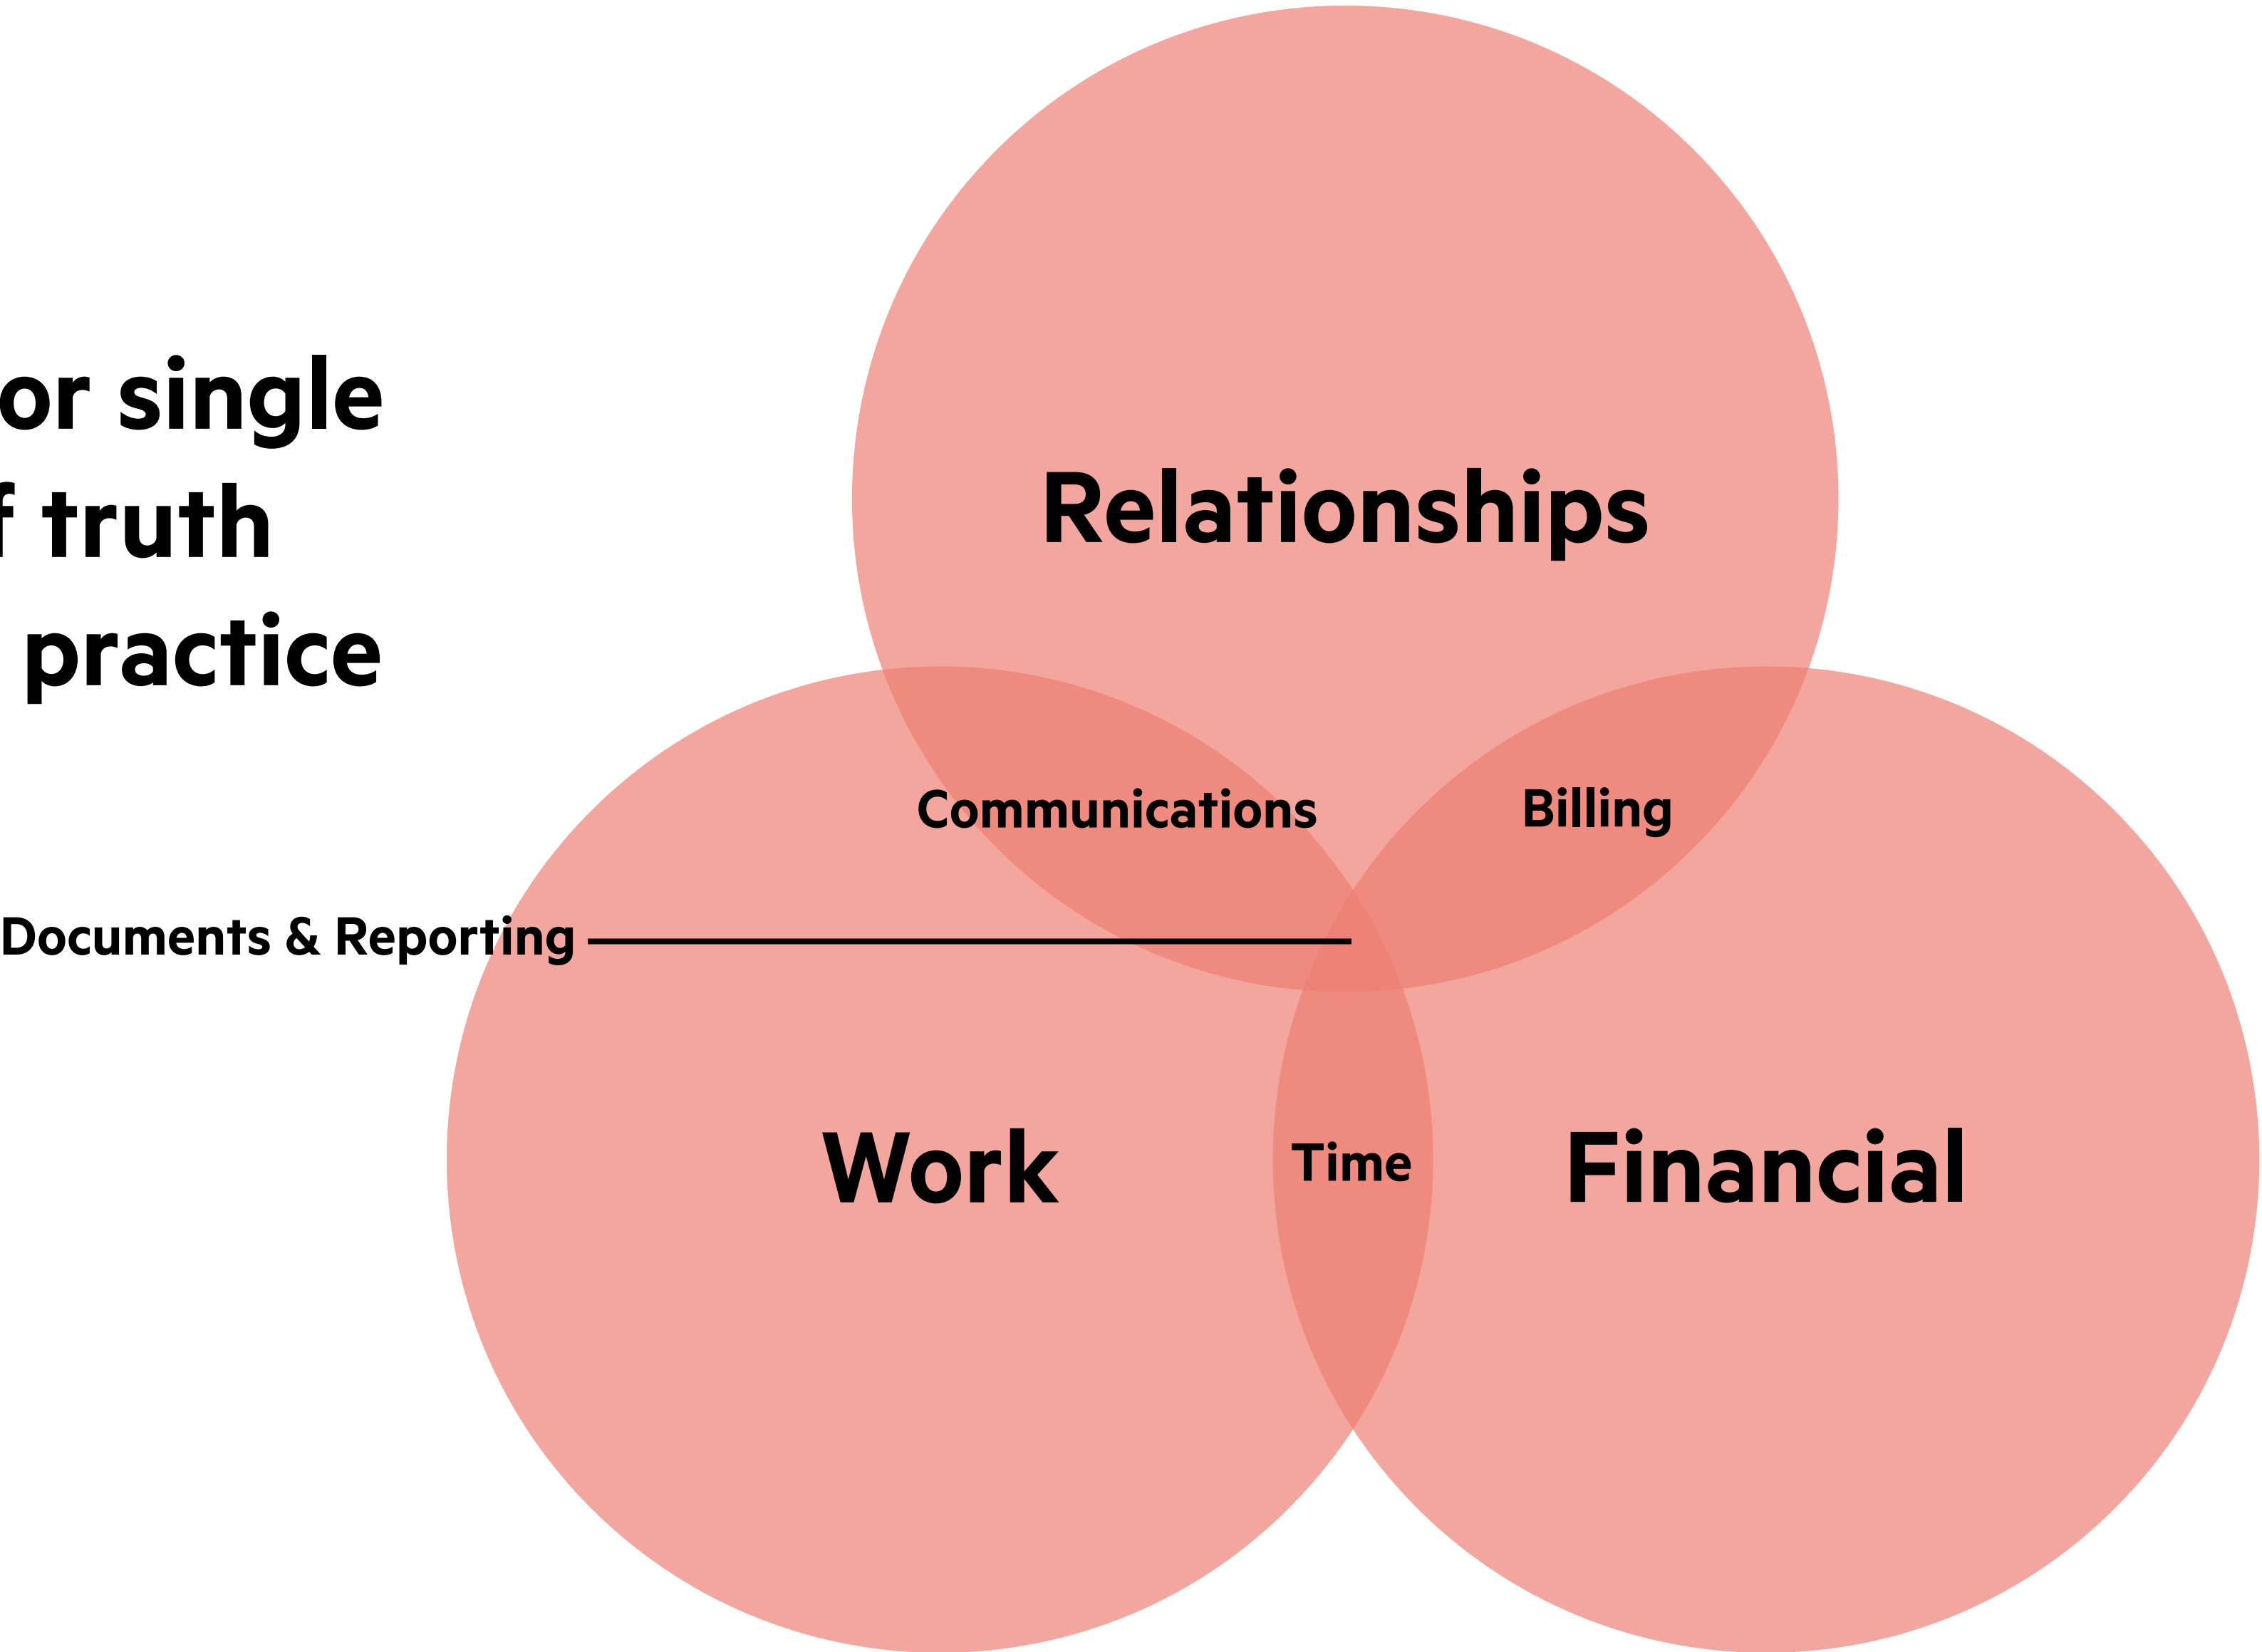 or single
f truth
practice
Relationships
Communications
Billing
Documents & Reporting
Work
Time
Financial